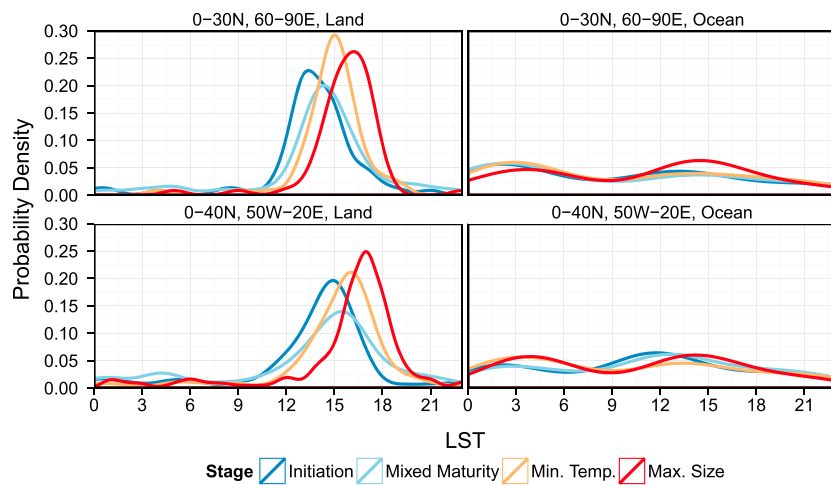 0−30N, 60−90E, Land
0−30N, 60−90E, Ocean
0.30
0.25
0.20
0.15
0.10
0.05
0.00
0−40N, 50W−20E, Land
0−40N, 50W−20E, Ocean
0.30
0.25
0.20
0.15
0.10
0.05
0.00
Probability Density
0 3 6 9 12 15 18 21
0 3 6 9 12 15 18 21
LST
Stage Initiation Mixed Maturity Min. Temp. Max. Size